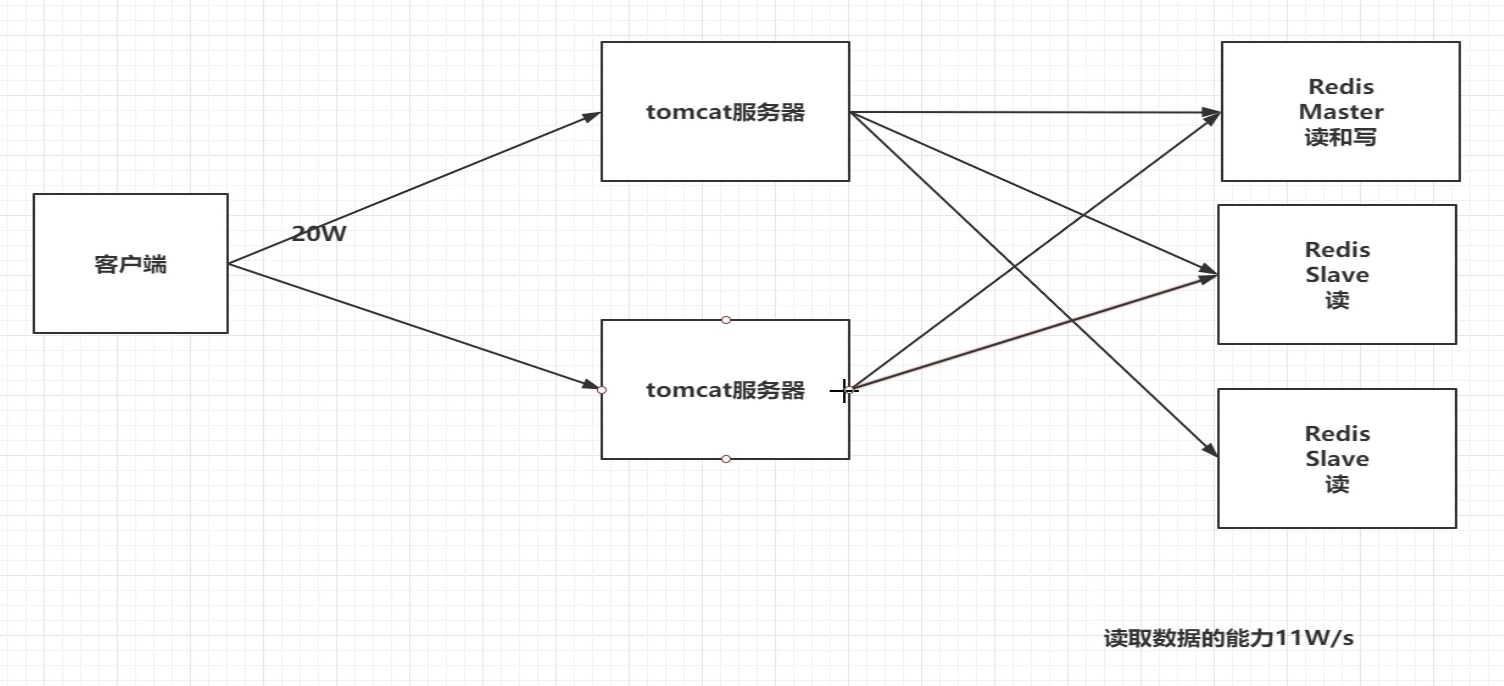 客户端
20W
tomcat服务器
tomcat服务器
Redis
Master
读和写
Redis
Slave
读
Redis
Slave
读
读取数据的能力11W/s